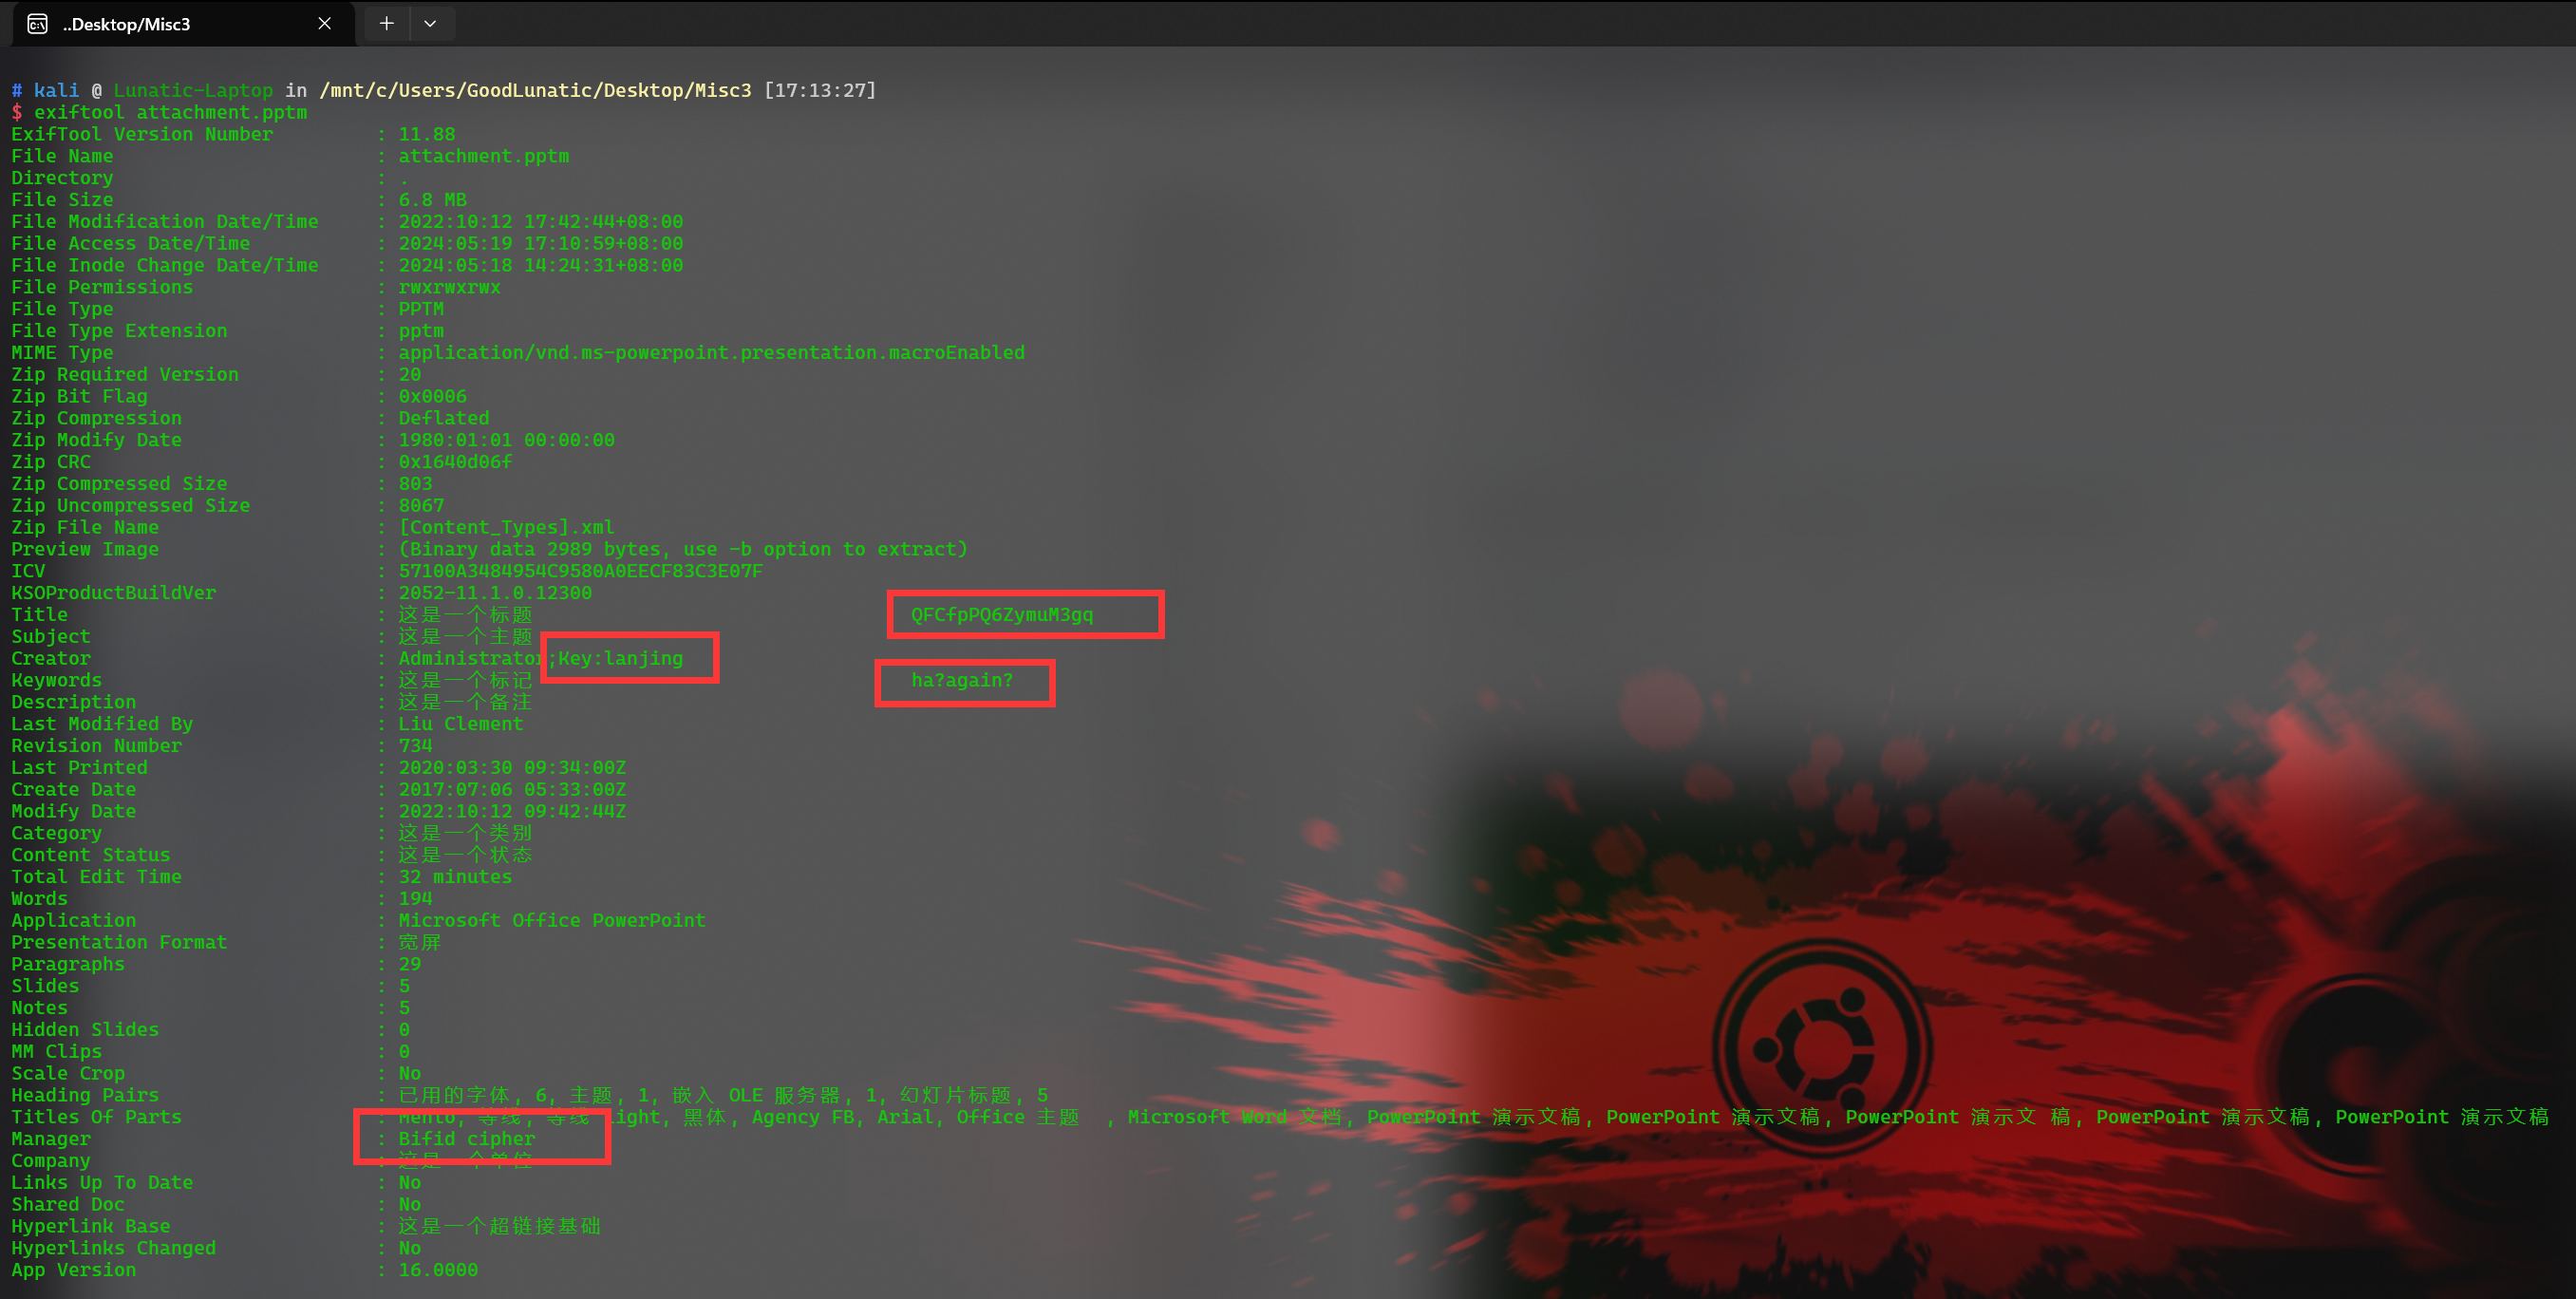 ..Desktop/Misc3
# kali @ Lunatic-Laptop in /mnt/c/Users/GoodLunatic/Desktop/Misc3 [17:13:27]
$ exiftool attachment.pptm
ExifTool Version Number : 11.88
File Name : attachment.pptm
Directory : .
File Size : 6.8 MB
File Modification Date/Time : 2022:10:12 17:42:44+08:00
File Access Date/Time : 2024:05:19 17:10:59+08:00
File Inode Change Date/Time : 2024:05:18 14:24:31+08:00
File Permissions : rwxrwxrwx
File Type : PPTM
File Type Extension : pptm
MIME Type : application/vnd.ms-powerpoint.presentation.macroEnabled
Zip Required Version : 20
Zip Bit Flag : 0x0006
Zip Compression : Deflated
Zip Modify Date : 1980:01:01 00:00:00
Zip CRC : 0x1640d06f
Zip Compressed Size : 803
Zip Uncompressed Size : 8067
Zip File Name : [Content_Types].xml
Preview Image : (Binary data 2989 bytes, use -b option to extract)
ICV : 57100A3484954C9580A0EECF83C3E07F
KSOProductBuildVer : 2052-11.1.0.12300
Title : 这是一个标题 QFCfpPQ6ZymuM3gq
Subject : 这是一个主题
Creator : Administrator;Key:lanjing
Keywords : 这是一个标记 ha?again?
Description : 这是一个备注
Last Modified By : Liu Clement
Revision Number : 734
Last Printed : 2020:03:30 09:34:00Z
Create Date : 2017:07:06 05:33:00Z
Modify Date : 2022:10:12 09:42:44Z
Category : 这是一个类别
Content Status : 这是一个状态
Total Edit Time : 32 minutes
Words : 194
Application : Microsoft Office PowerPoint
Presentation Format : 宽屏
Paragraphs : 29
Slides : 5
Notes : 5
Hidden Slides : 0
MM Clips : 0
Scale Crop : No
Heading Pairs : 已用的字体, 6, 主题, 1, 嵌入 OLE 服务器, 1, 幻灯片标题, 5
Titles Of Parts : Mento, 等线, 等线 Light, 黑体, Agency FB, Arial, Office 主题 , Microsoft Word 文档, PowerPoint 演示文稿, PowerPoint 演示文稿, PowerPoint 演示文 稿, PowerPoint 演示文稿, PowerPoint 演示文稿
Manager : Bifid cipher
Company : 这是一个单位
Links Up To Date : No
Shared Doc : No
Hyperlink Base : 这是一个超链接基础
Hyperlinks Changed : No
App Version : 16.0000